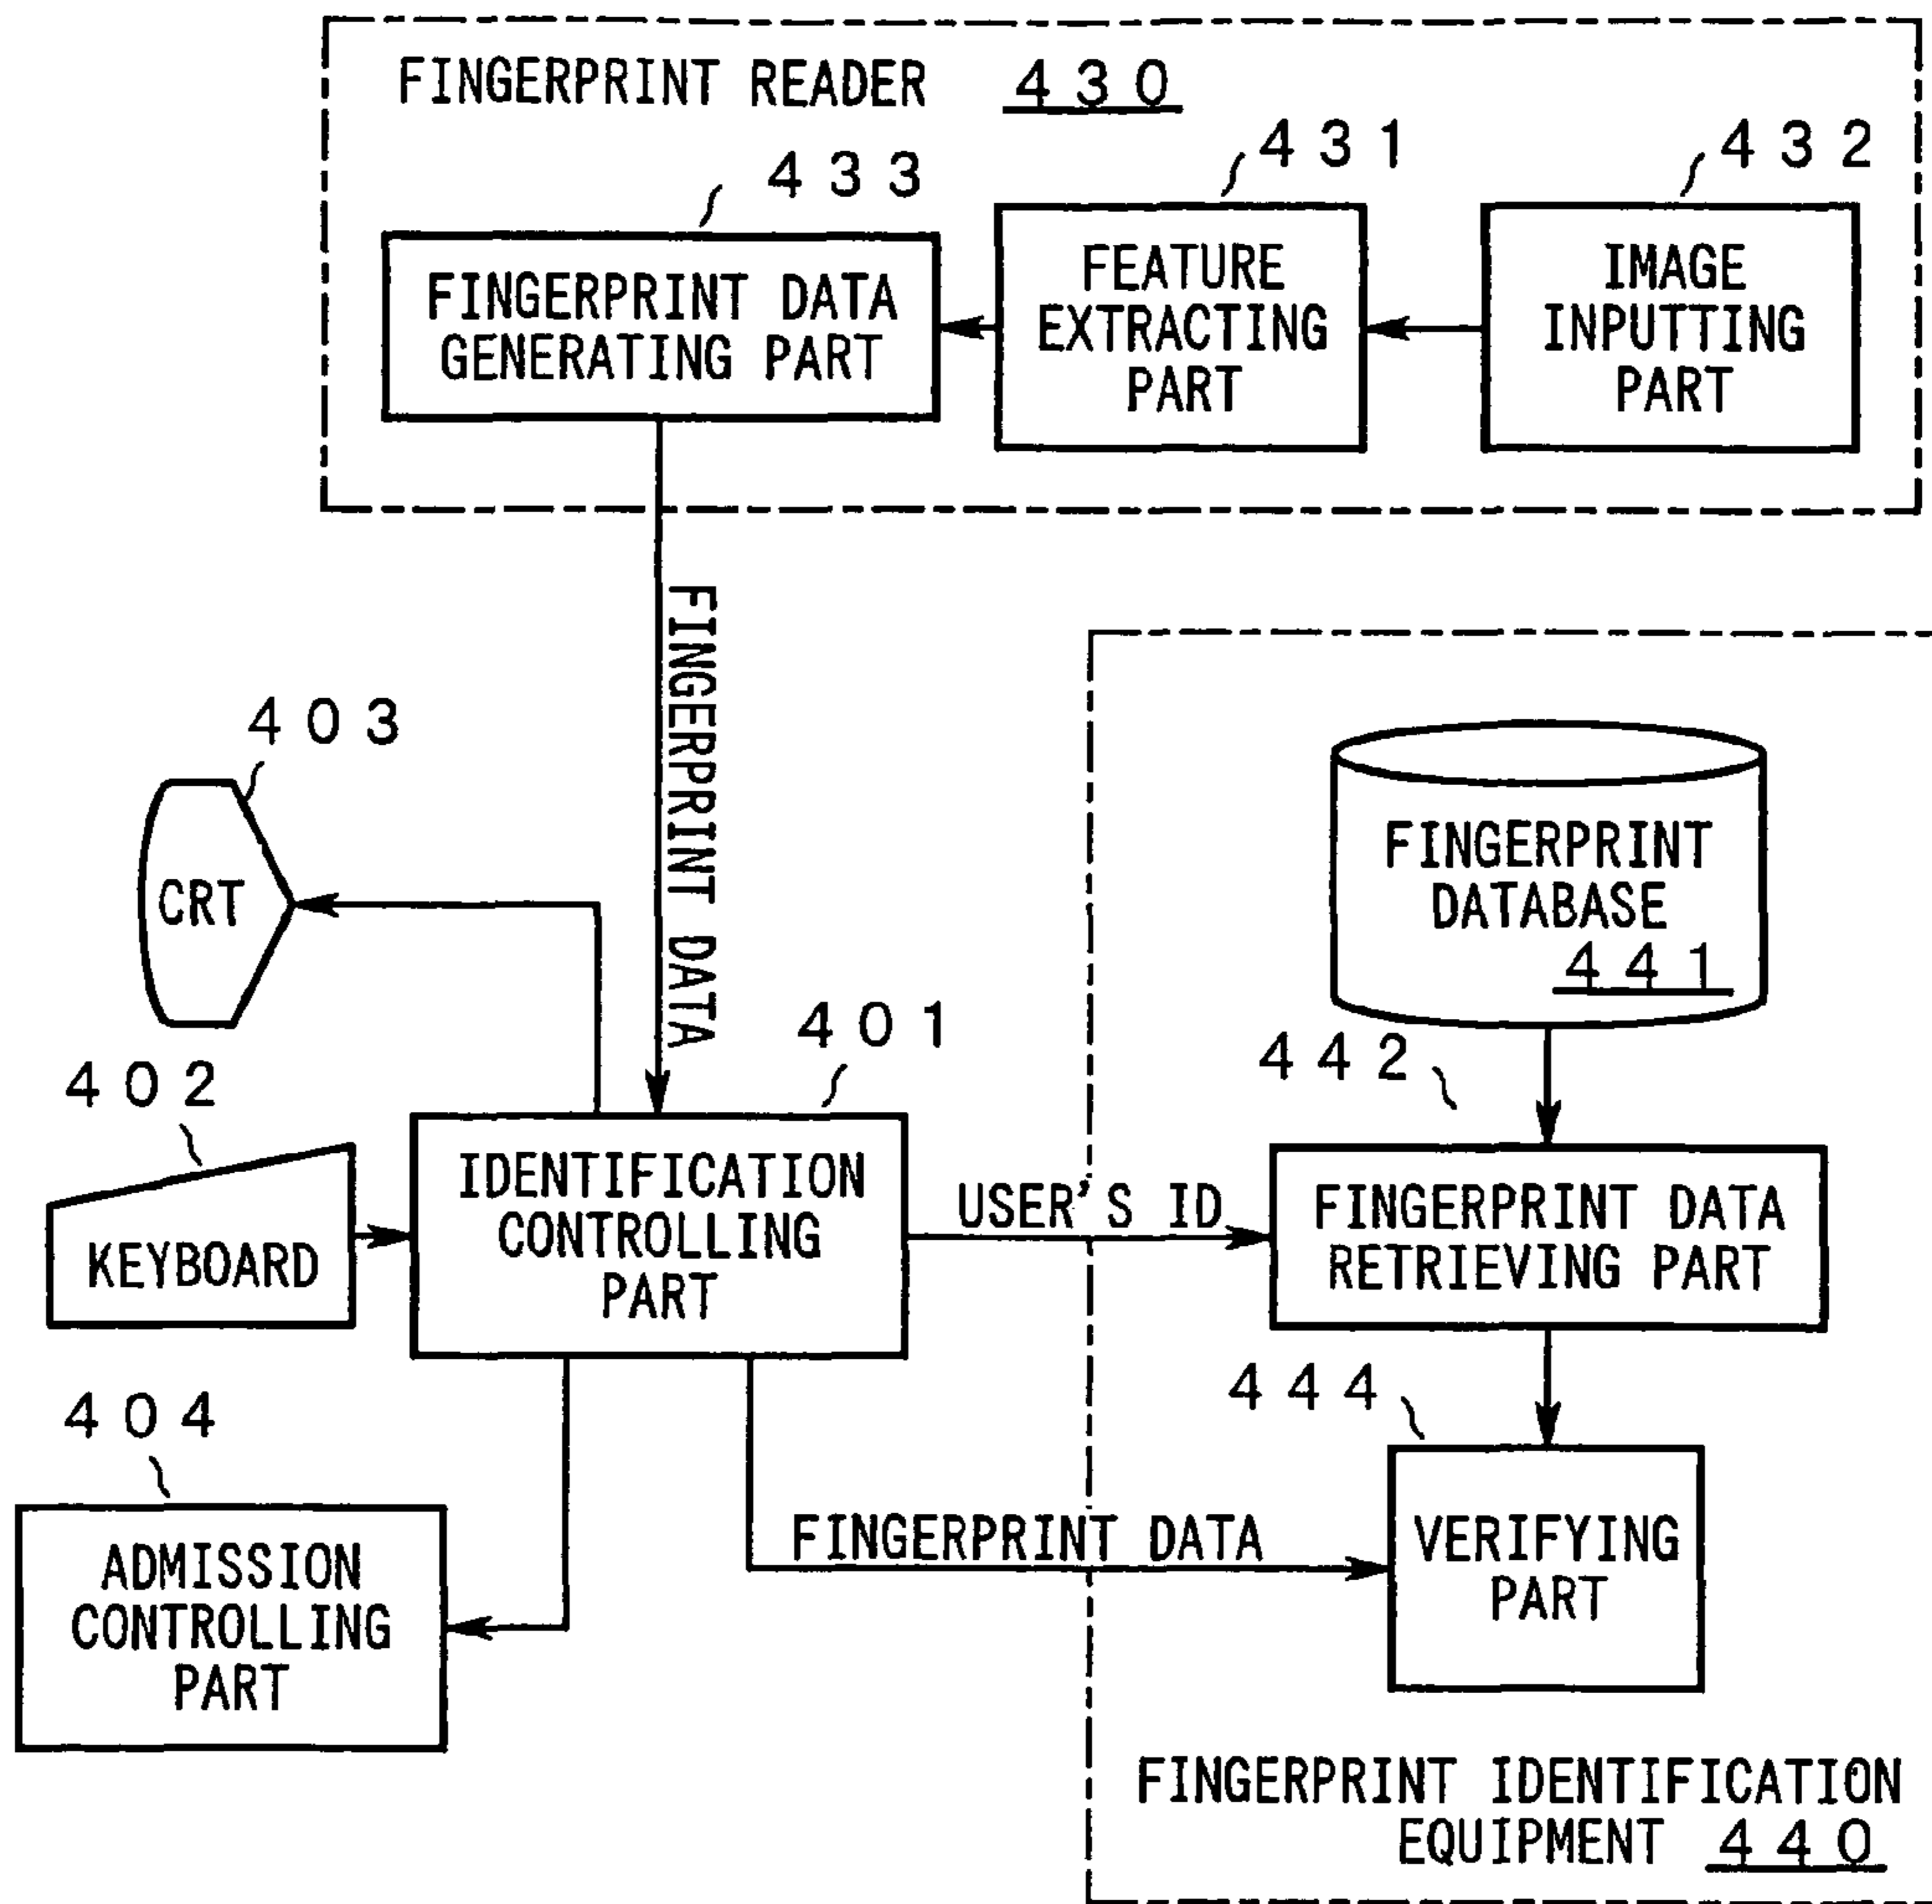 FINGERPRINT READER 430
433
431
432
FINGERPRINT DATA
GENERATING PART
FEATURE
EXTRACTING
PART
IMAGE
INPUTTING
PART
FINGERPRINT DATA
403
CRT
FINGERPRINT
DATABASE
441
401
442
402
KEYBOARD
IDENTIFICATION
CONTROLLING
PART
USER'S ID
FINGERPRINT DATA
RETRIEVING PART
444
404
ADMISSION
CONTROLLING
PART
FINGERPRINT DATA
VERIFYING
PART
FINGERPRINT IDENTIFICATION
EQUIPMENT 440